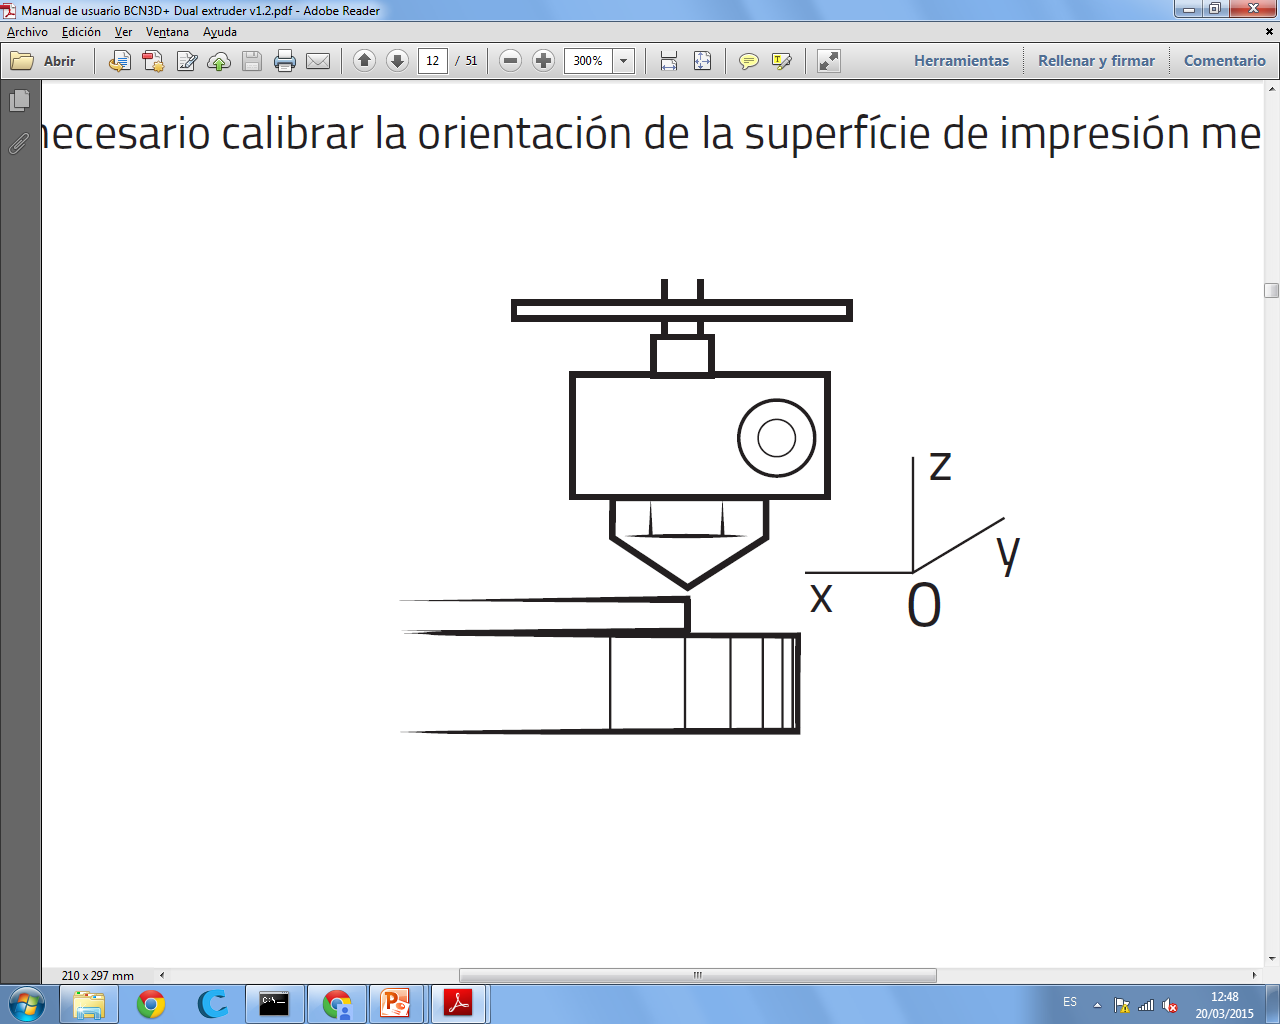 Manual de usuario BCN3D+ Dual extruder v1.2.pdf - Adobe Reader
Archivo Edición Ver Ventana Ayuda
Abrir 12 / 51 300% Herramientas Rellenar y firmar Comentario
necesario calibrar la orientación de la superfície de impresión me
z
y
x
O
210 x 297 mm
C:\_
ES
12:48
20/03/2015